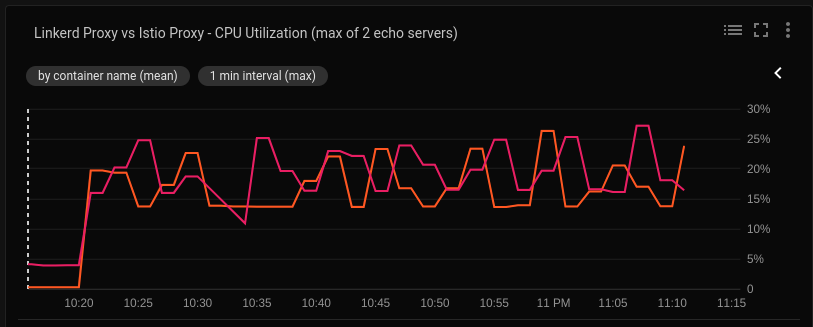 Linkerd Proxy vs Istio Proxy - CPU Utilization (max of 2 echo servers)
by container name (mean) 1 min interval (max)
30%
25%
20%
15%
10%
5%
0
10:20 10:25 10:30 10:35 10:40 10:45 10:50 10:55 11 PM 11:05 11:10 11:15